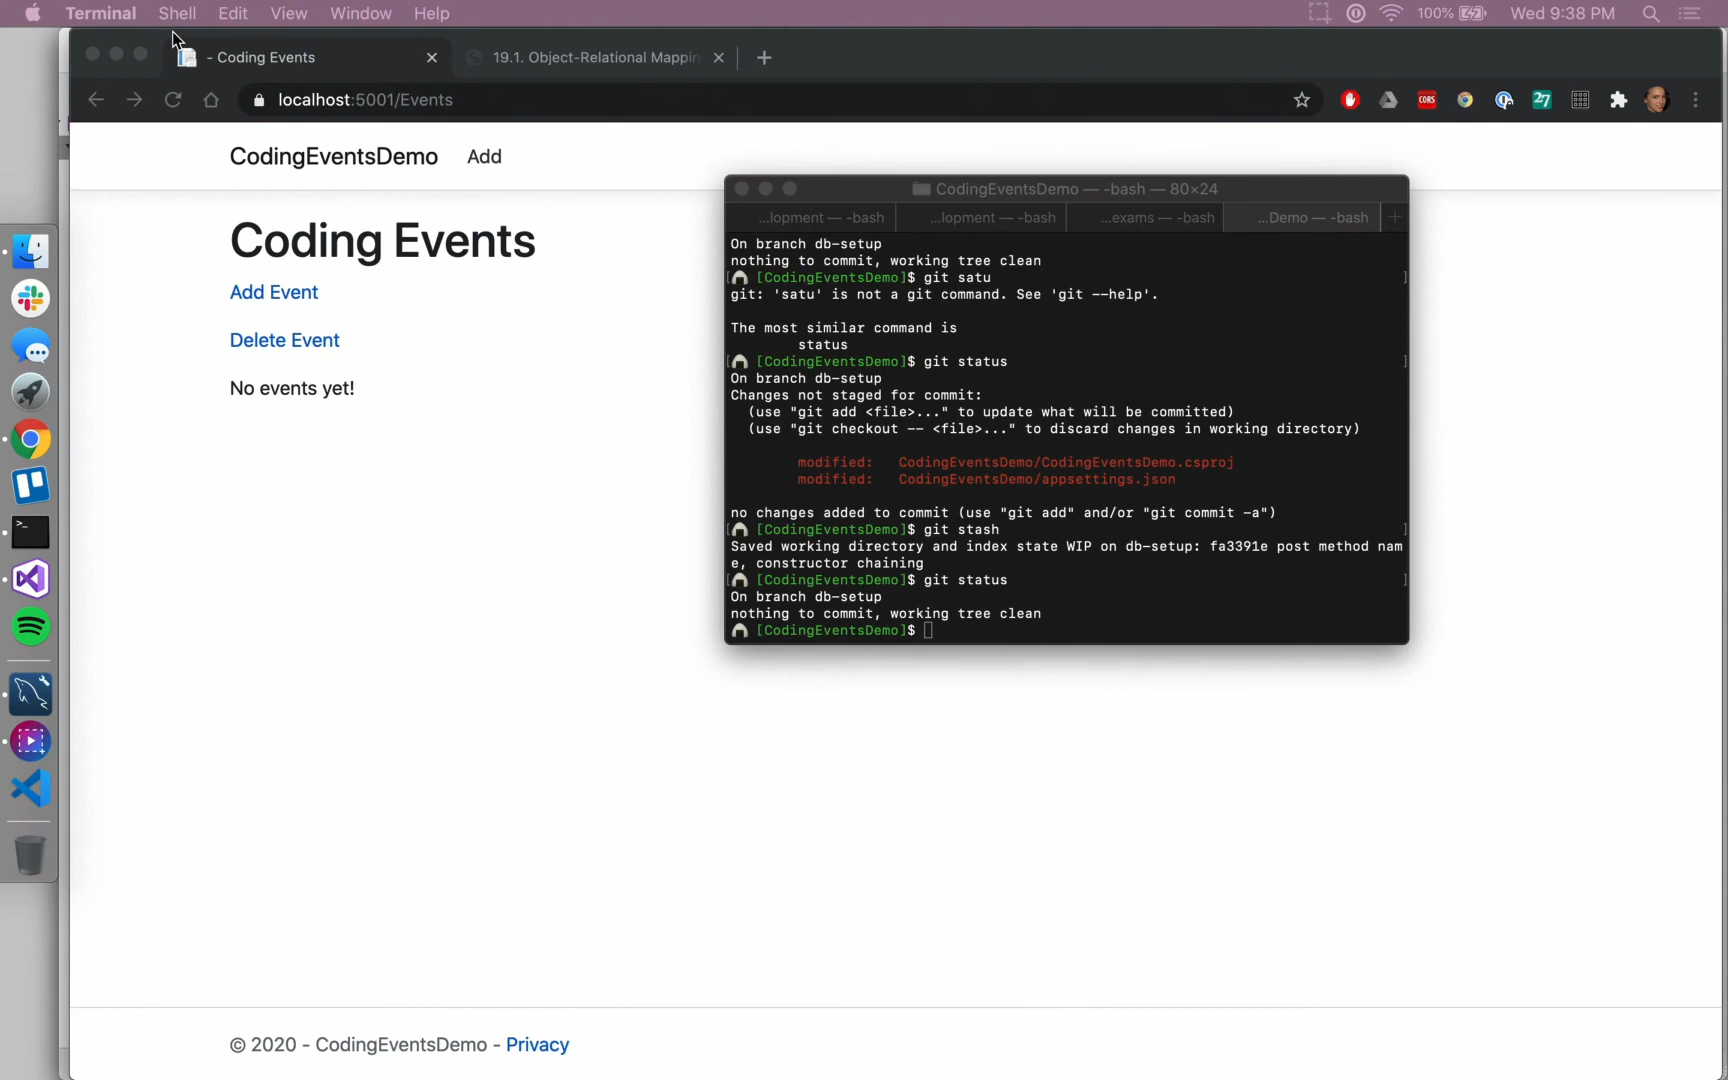 Terminal Shell Edit View Window Help 100% Wed 9:38 PM
- Coding Events 19.1. Object-Relational Mappin
localhost:5001/Events
CORS 27
CodingEventsDemo Add
Coding Events
Add Event
Delete Event
No events yet!
CodingEventsDemo — -bash — 80×24
...lopment — -bash ...lopment — -bash ...exams — -bash ...Demo — -bash
On branch db-setup
nothing to commit, working tree clean
[CodingEventsDemo]$ git satu
git: 'satu' is not a git command. See 'git --help'.
The most similar command is
status
[CodingEventsDemo]$ git status
On branch db-setup
Changes not staged for commit:
(use "git add <file>..." to update what will be committed)
(use "git checkout -- <file>..." to discard changes in working directory)
modified: CodingEventsDemo/CodingEventsDemo.csproj
modified: CodingEventsDemo/appsettings.json
no changes added to commit (use "git add" and/or "git commit -a")
[CodingEventsDemo]$ git stash
Saved working directory and index state WIP on db-setup: fa3391e post method nam
e, constructor chaining
[CodingEventsDemo]$ git status
On branch db-setup
nothing to commit, working tree clean
[CodingEventsDemo]$
© 2020 - CodingEventsDemo - Privacy